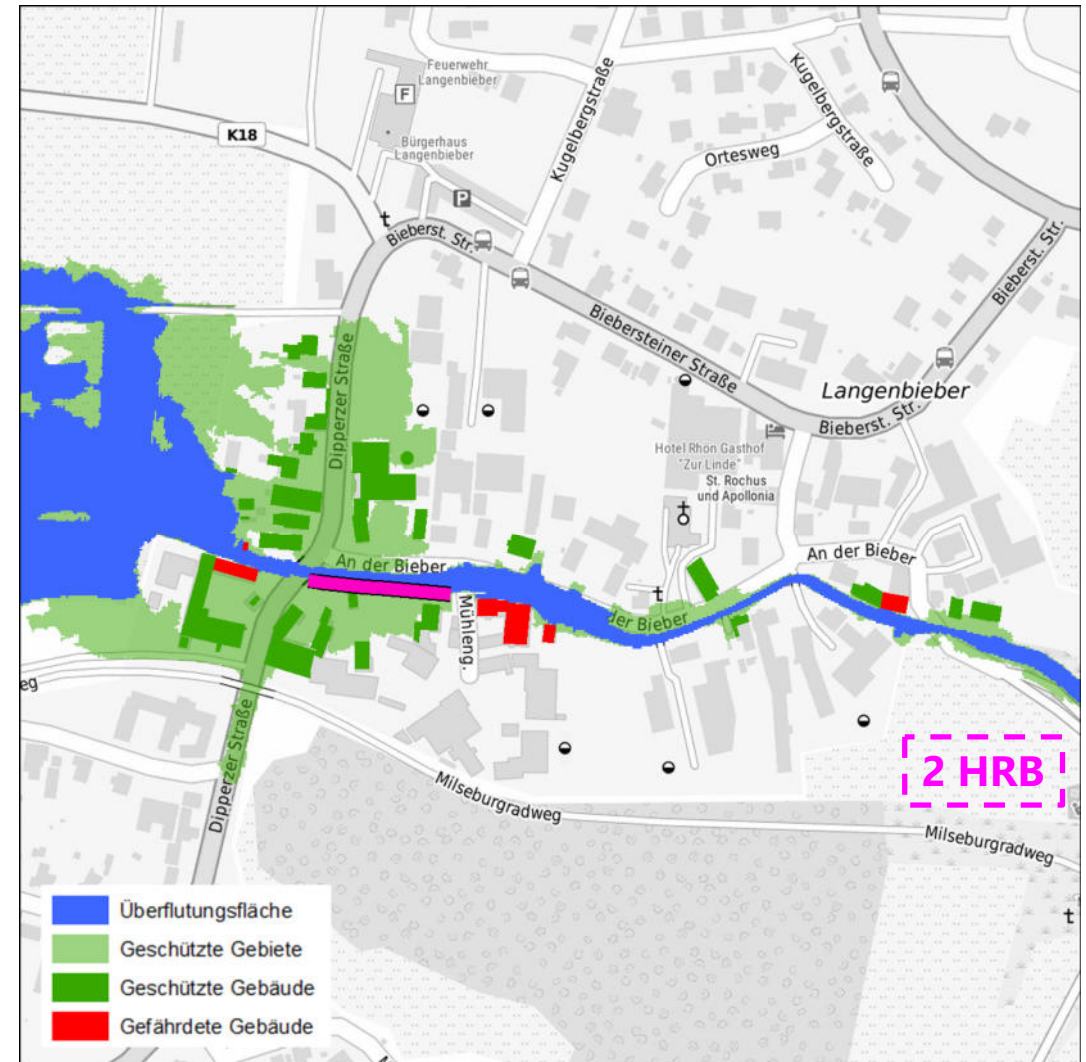 Feuerwehr
Langenbieber
F
K18
Bürgerhaus
Langenbieber
P
Kugelbergstraße
Kugelbergstraße
Ortesweg
Bieberst. Str.
Bieberst. Str.
Biebersteiner Straße
Langenbieber
Bieberst. Str.
Dipperzer Straße
Hotel Rhön Gasthof
"Zur Linde"
St. Rochus
und Apollonia
An der Bieber
An der Bieber
der Bieber
Mühleng.
eg
2 HRB
Dipperzer Straße
Milseburgradweg
Milseburgradweg
Überflutungsfläche
Geschützte Gebiete
Geschützte Gebäude
Gefährdete Gebäude